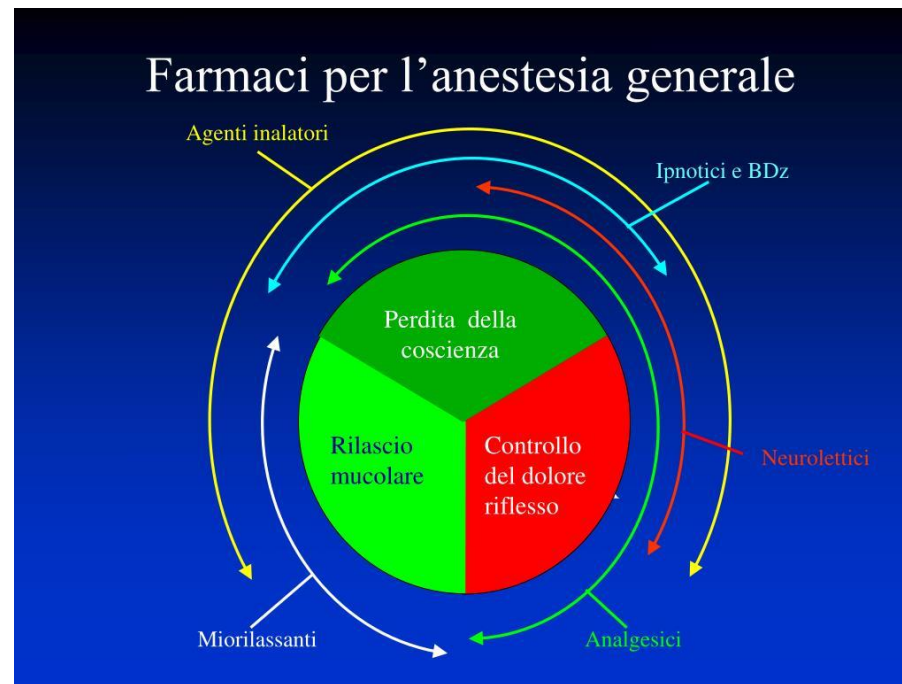 Farmaci per l'anestesia generale
Agenti inalatori
Ipnotici e BDz
Perdita della
coscienza
Rilascio
mucolare
Controllo
del dolore
riflesso
Neurolettici
Miorilassanti
Analgesici